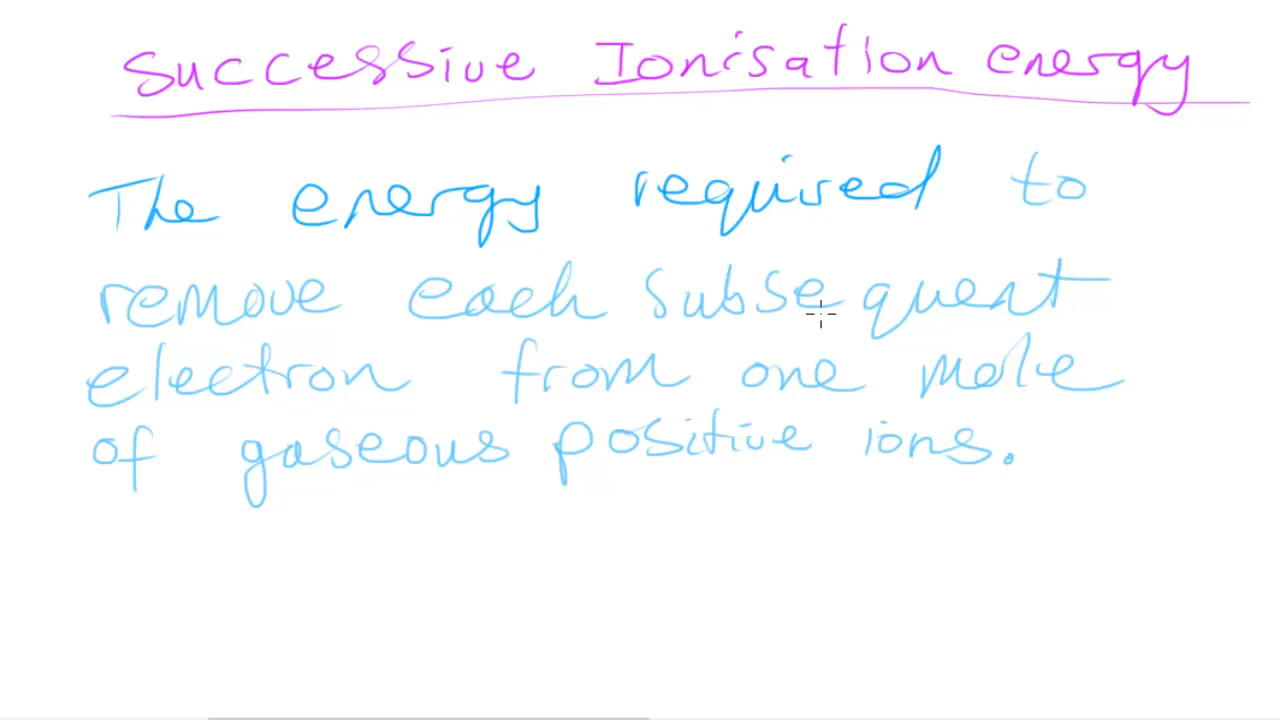 Successive Ionisation energy
The energy required to
remove each subsequent
electron from one mole
of gaseous positive ions.